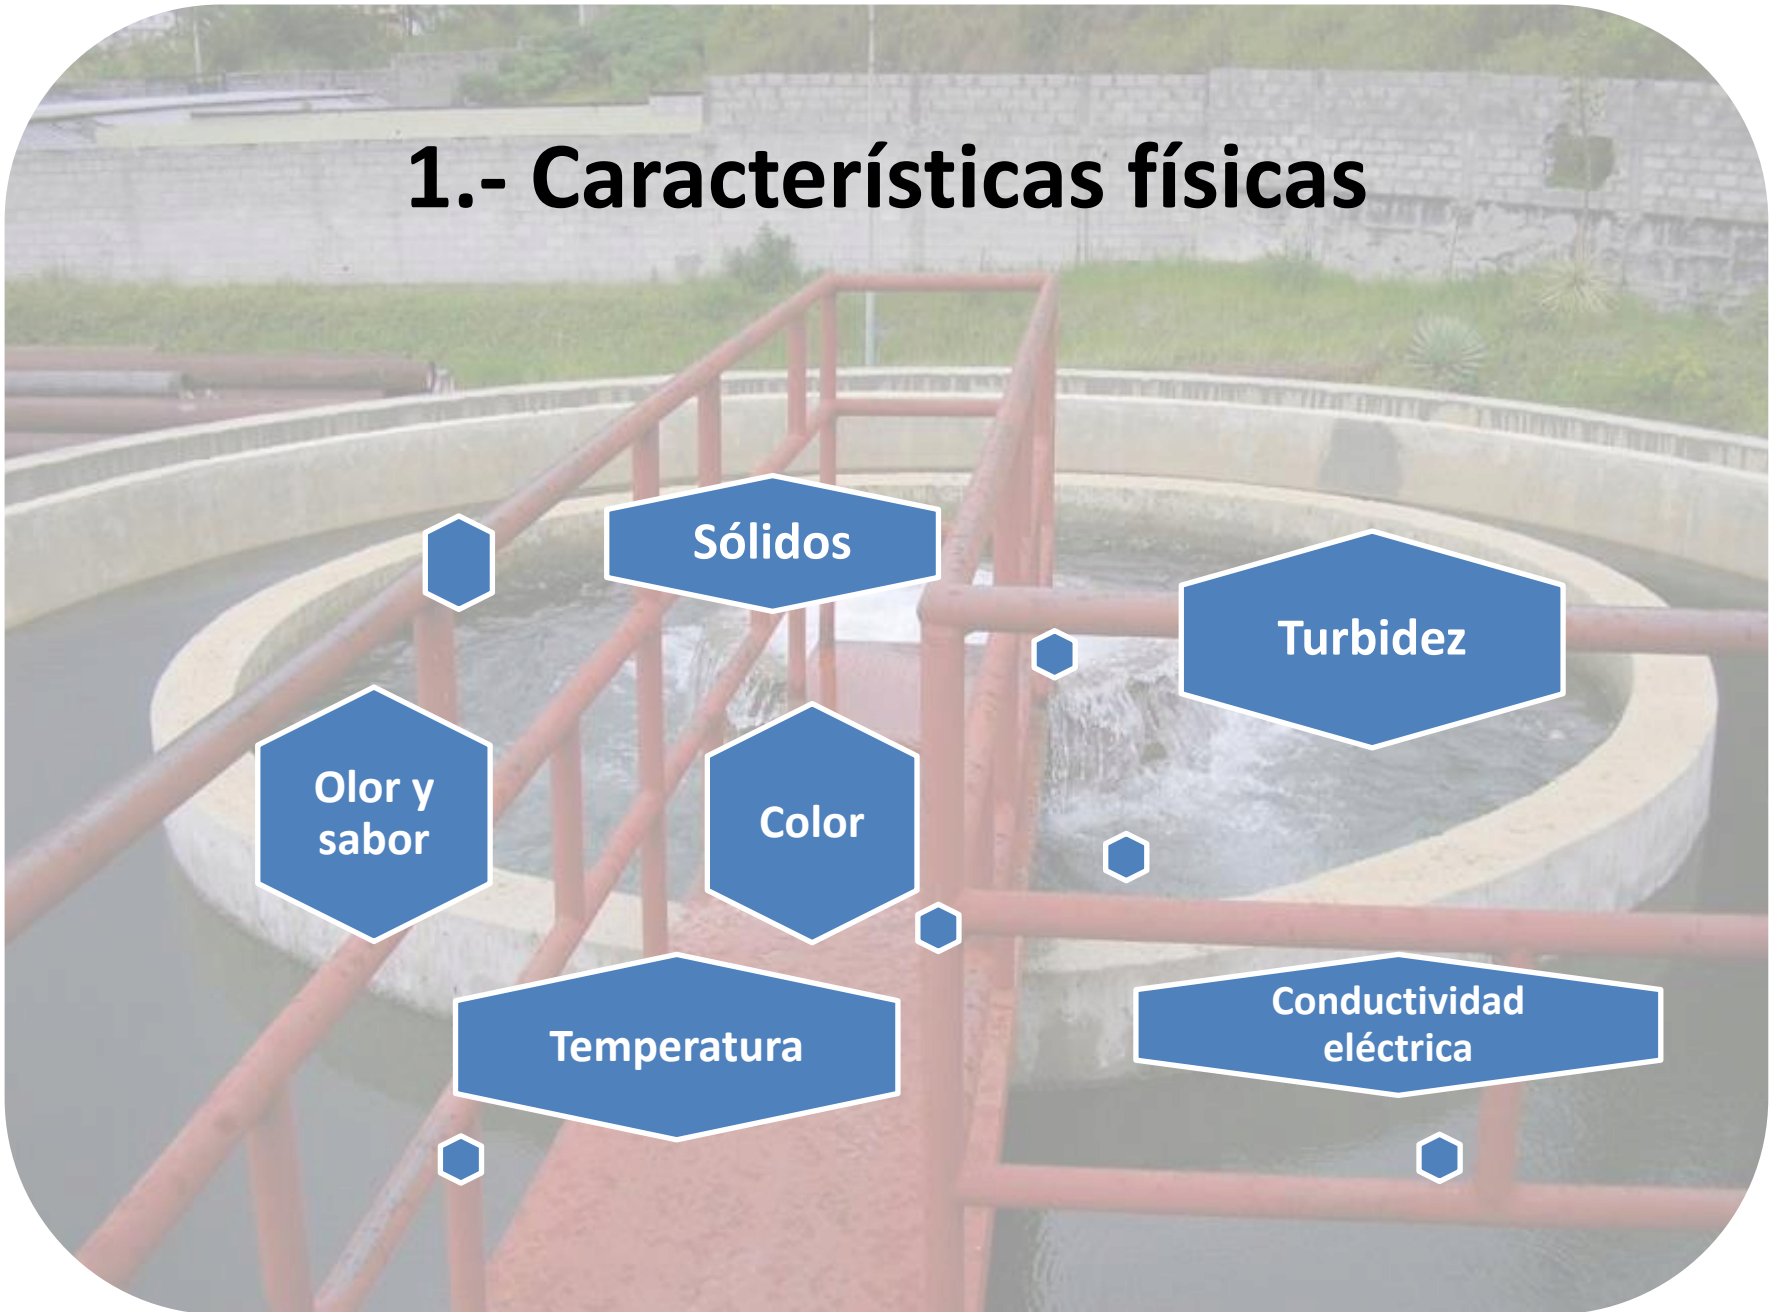 1.- Características físicas
Sólidos
Turbidez
Olor y
sabor
Color
Temperatura
Conductividad
eléctrica